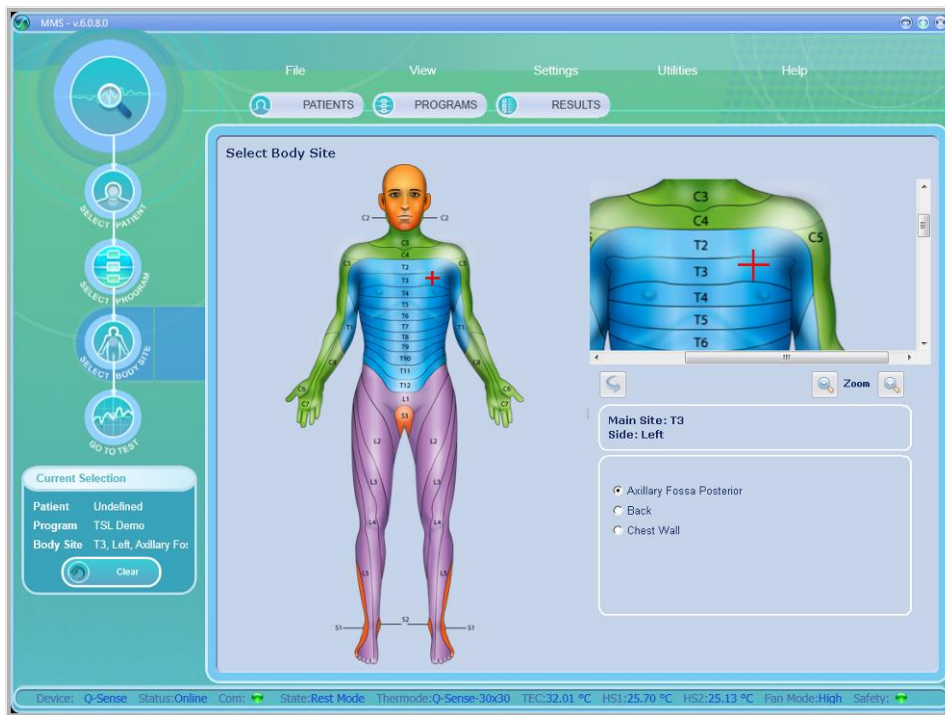 MMS - v.6.0.8.0
File View Settings Utilities Help
PATIENTS PROGRAMS RESULTS
SELECT PATIENT
SELECT PROGRAM
SELECT BODY SITE
GO TO TEST
Select Body Site
C2 C2
C3
C4
C5 C5
T2
T3
T4
T5
T6
T1 T7 T1
T8
T9
C8 T10 C8
T11
T12
C6 L1 C6
C7 S3 C7
L2 L2
L3 L3
L4 L4
L5 L5
S1 S2 S1
C3
C4
C5
T2
T3
T4
T5
T6
Zoom
Main Site: T3
Side: Left
Axillary Fossa Posterior
Back
Chest Wall
Current Selection
Patient Undefined
Program TSL Demo
Body Site T3, Left, Axillary Fos
Clear
Device: Q-Sense Status:Online Com: State:Rest Mode Thermode:Q-Sense-30x30 TEC:32.01 °C HS1:25.70 °C HS2:25.13 °C Fan Mode:High Safety: